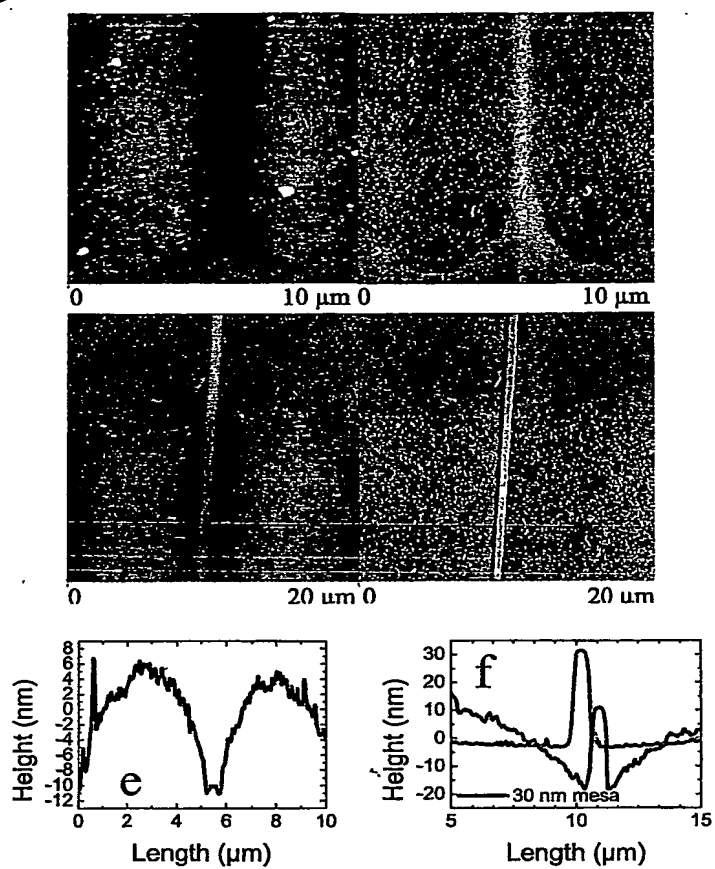 0 10 μm 0 10 μm
0 20 μm 0 20 μm
8
6
4
2
0
-2
-4
-6
-8
-10
-12
Height (nm)
e
0 2 4 6 8 10
Length (μm)
30
20
10
0
-10
-20
Height (nm)
f
30 nm mesa
5 10 15
Length (μm)